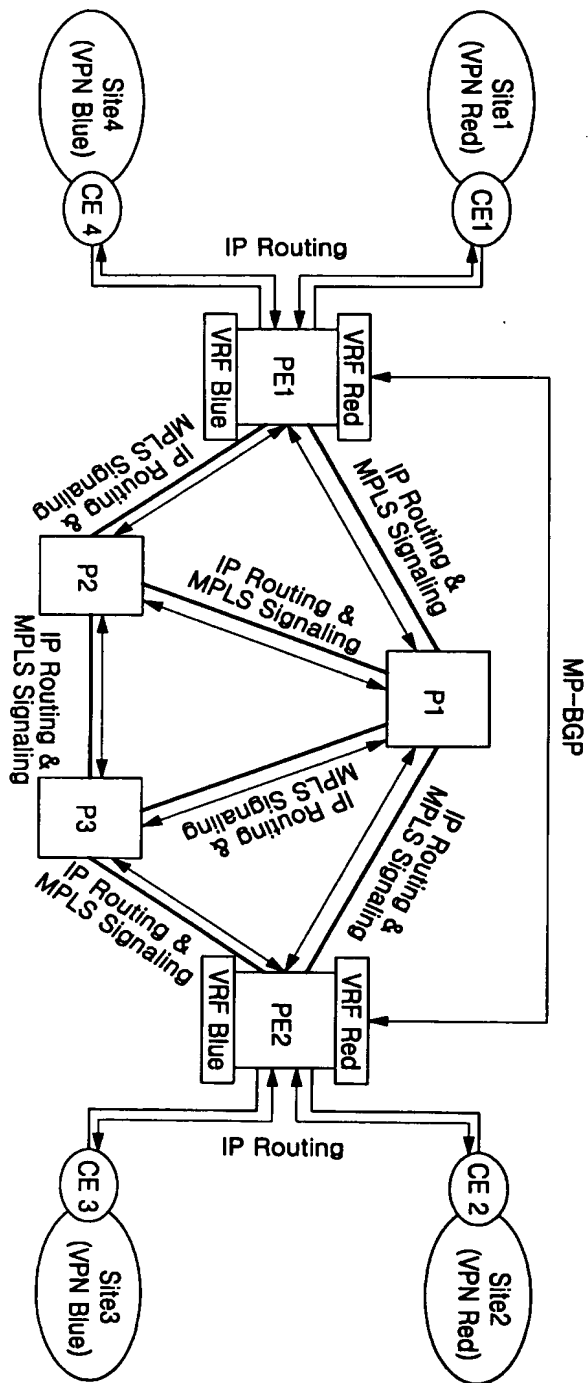 Site4
(VPN Blue)
CE 4
Site1
(VPN Red)
CE1
IP Routing
VRF Blue
PE1
VRF Red
IP Routing &
MPLS Signaling
IP Routing &
MPLS Signaling
P2
IP Routing &
MPLS Signaling
P1
MP-BGP
IP Routing &
MPLS Signaling
P3
IP Routing &
MPLS Signaling
IP Routing &
MPLS Signaling
IP Routing &
MPLS Signaling
VRF Blue
PE2
VRF Red
IP Routing
CE 3
Site3
(VPN Blue)
CE 2
Site2
(VPN Red)